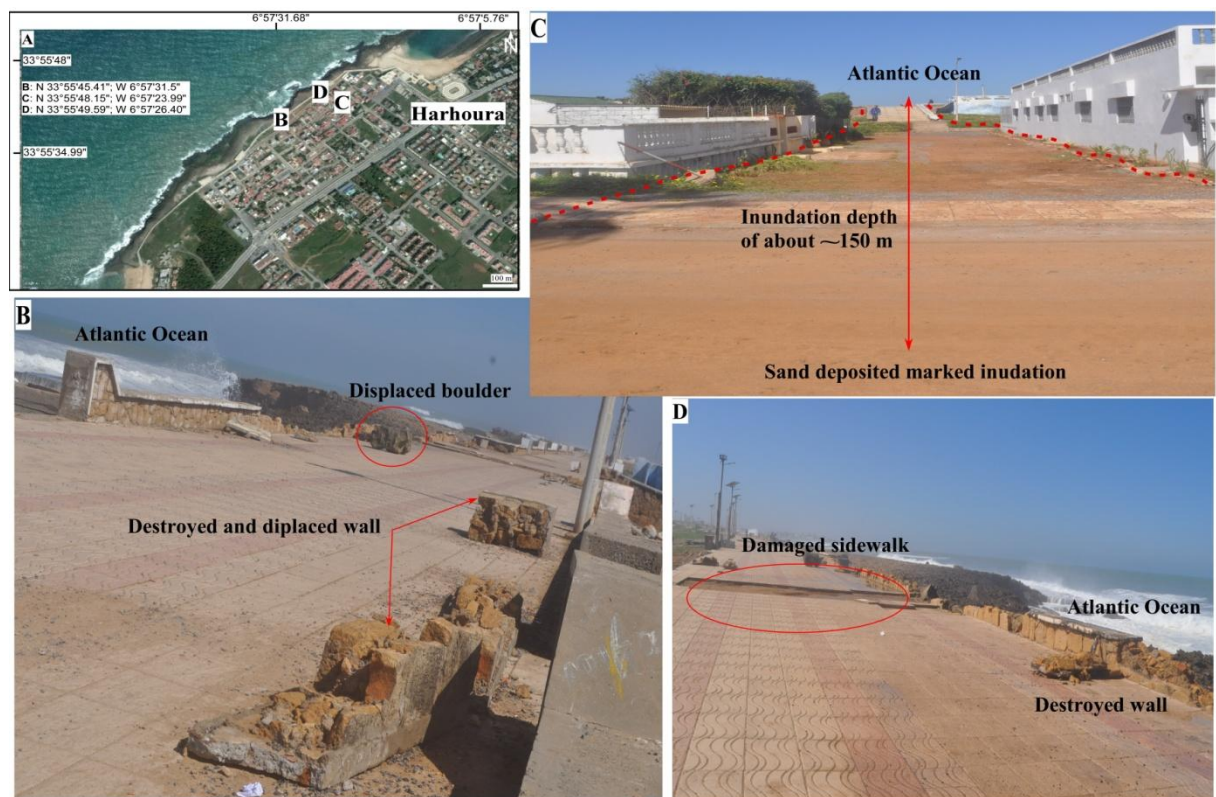 6°57'31.68"
6°57'5.76"
A
N
33°55'48"
B: N 33°55'45.41"; W 6°57'31.5"
C: N 33°55'48.15"; W 6°57'23.99"
D: N 33°55'49.59"; W 6°57'26.40"
D
C
B
Harhoura
33°55'34.99"
100 m
C
Atlantic Ocean
Inundation depth
of about ~150 m
Sand deposited marked inudation
B
Atlantic Ocean
Displaced boulder
Destroyed and diplaced wall
D
Damaged sidewalk
Atlantic Ocean
Destroyed wall